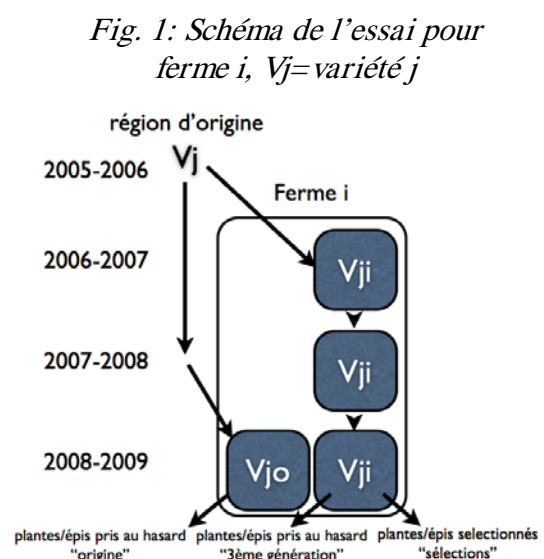 Fig. 1: Schéma de l'essai pour
ferme i, Vj=variété j
région d'origine
Vj
2005-2006
Ferme i
2006-2007
Vji
2007-2008
Vji
2008-2009
Vjo
Vji
plantes/épis pris au hasard plantes/épis pris au hasard plantes/épis selectionnés
"origine" "3ème génération" "sélections"